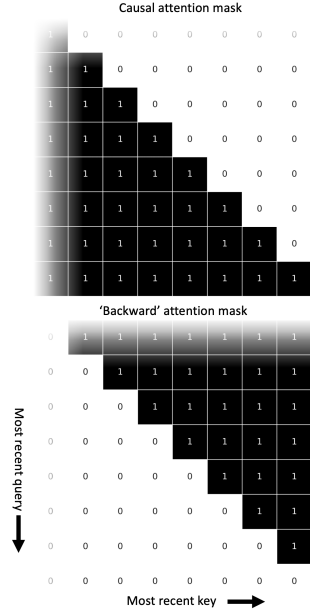 Causal attention mask
1 0 0 0 0 0 0 0
1 1 0 0 0 0 0 0
1 1 1 0 0 0 0 0
1 1 1 1 0 0 0 0
1 1 1 1 1 0 0 0
1 1 1 1 1 1 0 0
1 1 1 1 1 1 1 0
1 1 1 1 1 1 1 1
‘Backward’ attention mask
0 1 1 1 1 1 1 1
0 0 1 1 1 1 1 1
0 0 0 1 1 1 1 1
0 0 0 0 1 1 1 1
0 0 0 0 0 1 1 1
0 0 0 0 0 0 1 1
0 0 0 0 0 0 0 1
0 0 0 0 0 0 0 0
Most recent query
Most recent key